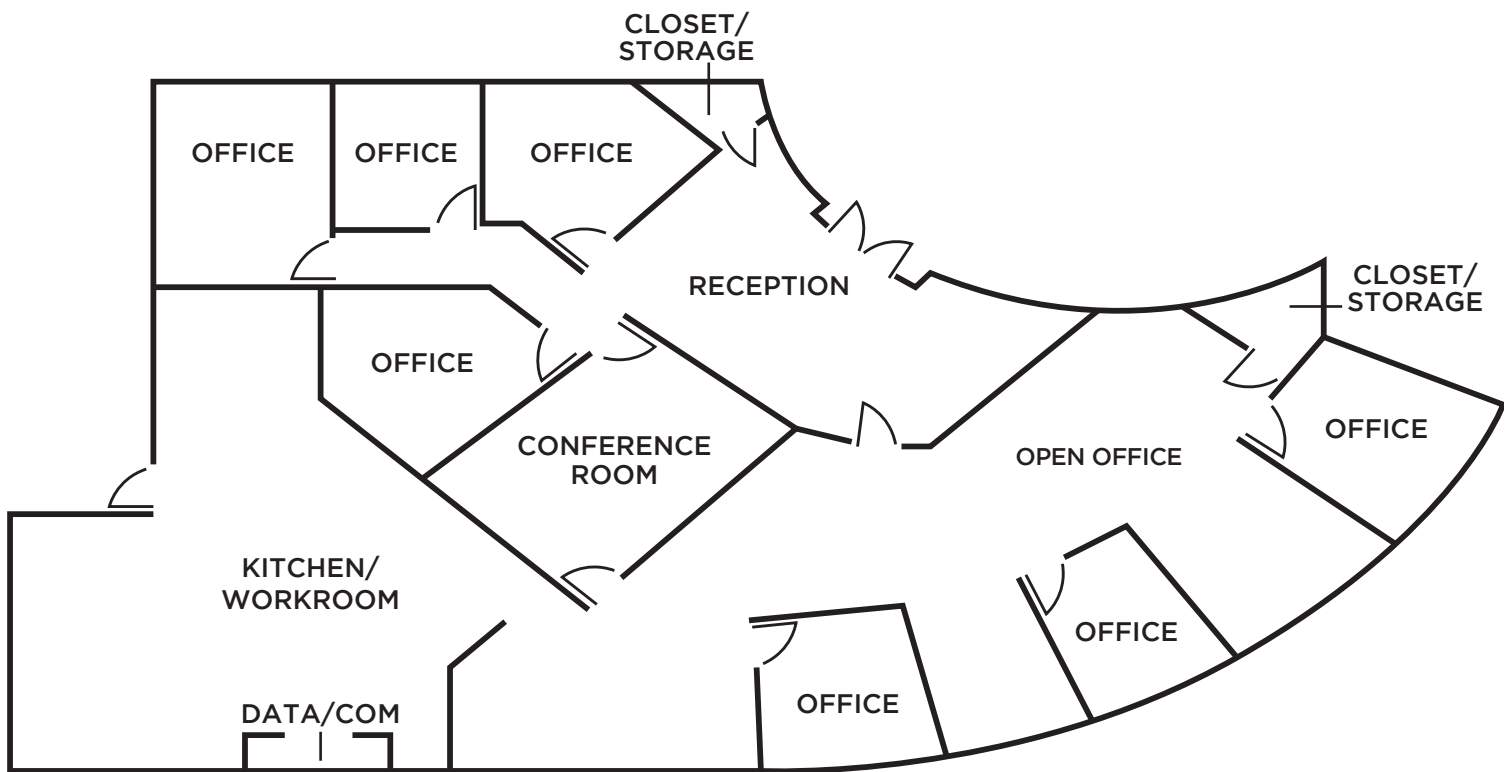 CLOSET/
STORAGE
OFFICE
OFFICE
OFFICE
RECEPTION
CLOSET/
STORAGE
OFFICE
CONFERENCE
ROOM
OPEN OFFICE
OFFICE
KITCHEN/
WORKROOM
OFFICE
OFFICE
DATA/COM